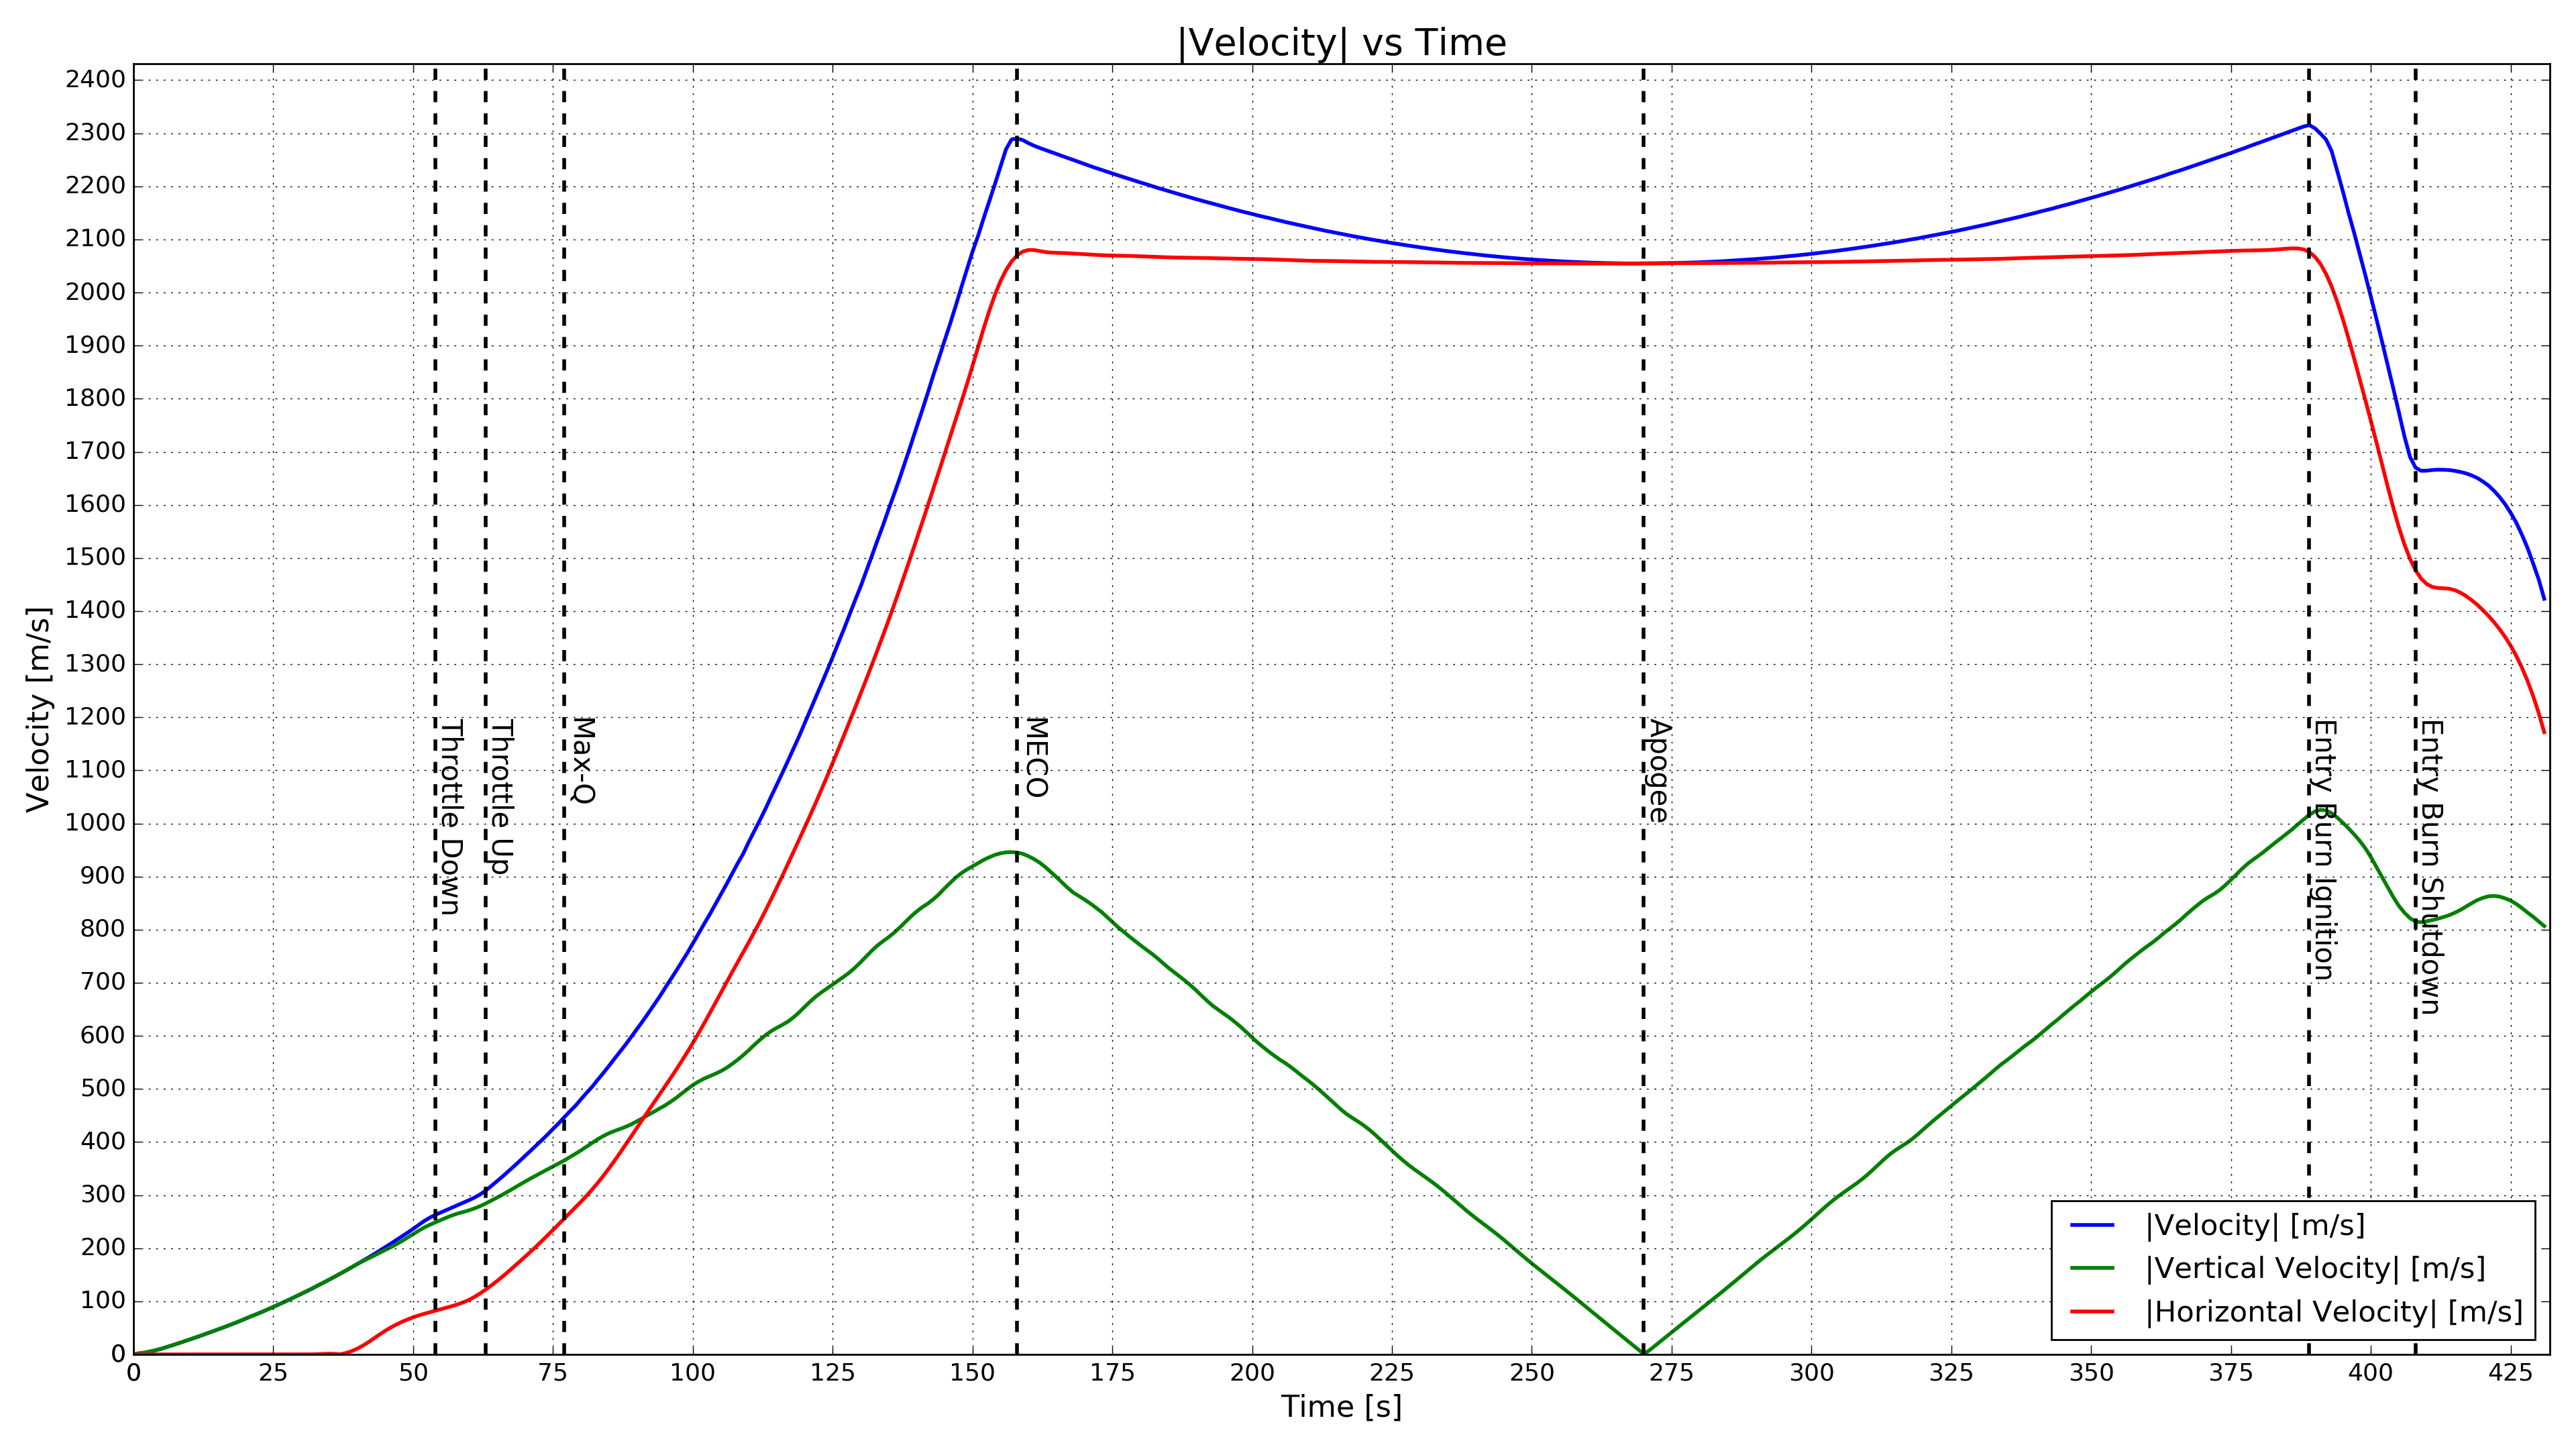 |Velocity| vs Time
2400
2300
2200
2100
2000
1900
1800
1700
1600
1500
1400
1300
1200
1100
1000
900
800
700
600
500
400
300
200
100
0
Velocity [m/s]
Throttle Down
Throttle Up
Max-Q
MECO
Apogee
Entry Burn Ignition
Entry Burn Shutdown
|Velocity| [m/s]
|Vertical Velocity| [m/s]
|Horizontal Velocity| [m/s]
0 25 50 75 100 125 150 175 200 225 250 275 300 325 350 375 400 425
Time [s]